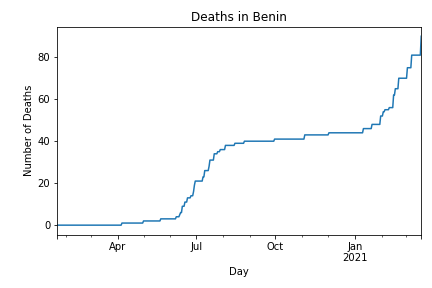 Deaths in Benin
Number of Deaths
80
60
40
20
0
Apr
Jul
Oct
Jan
2021
Day